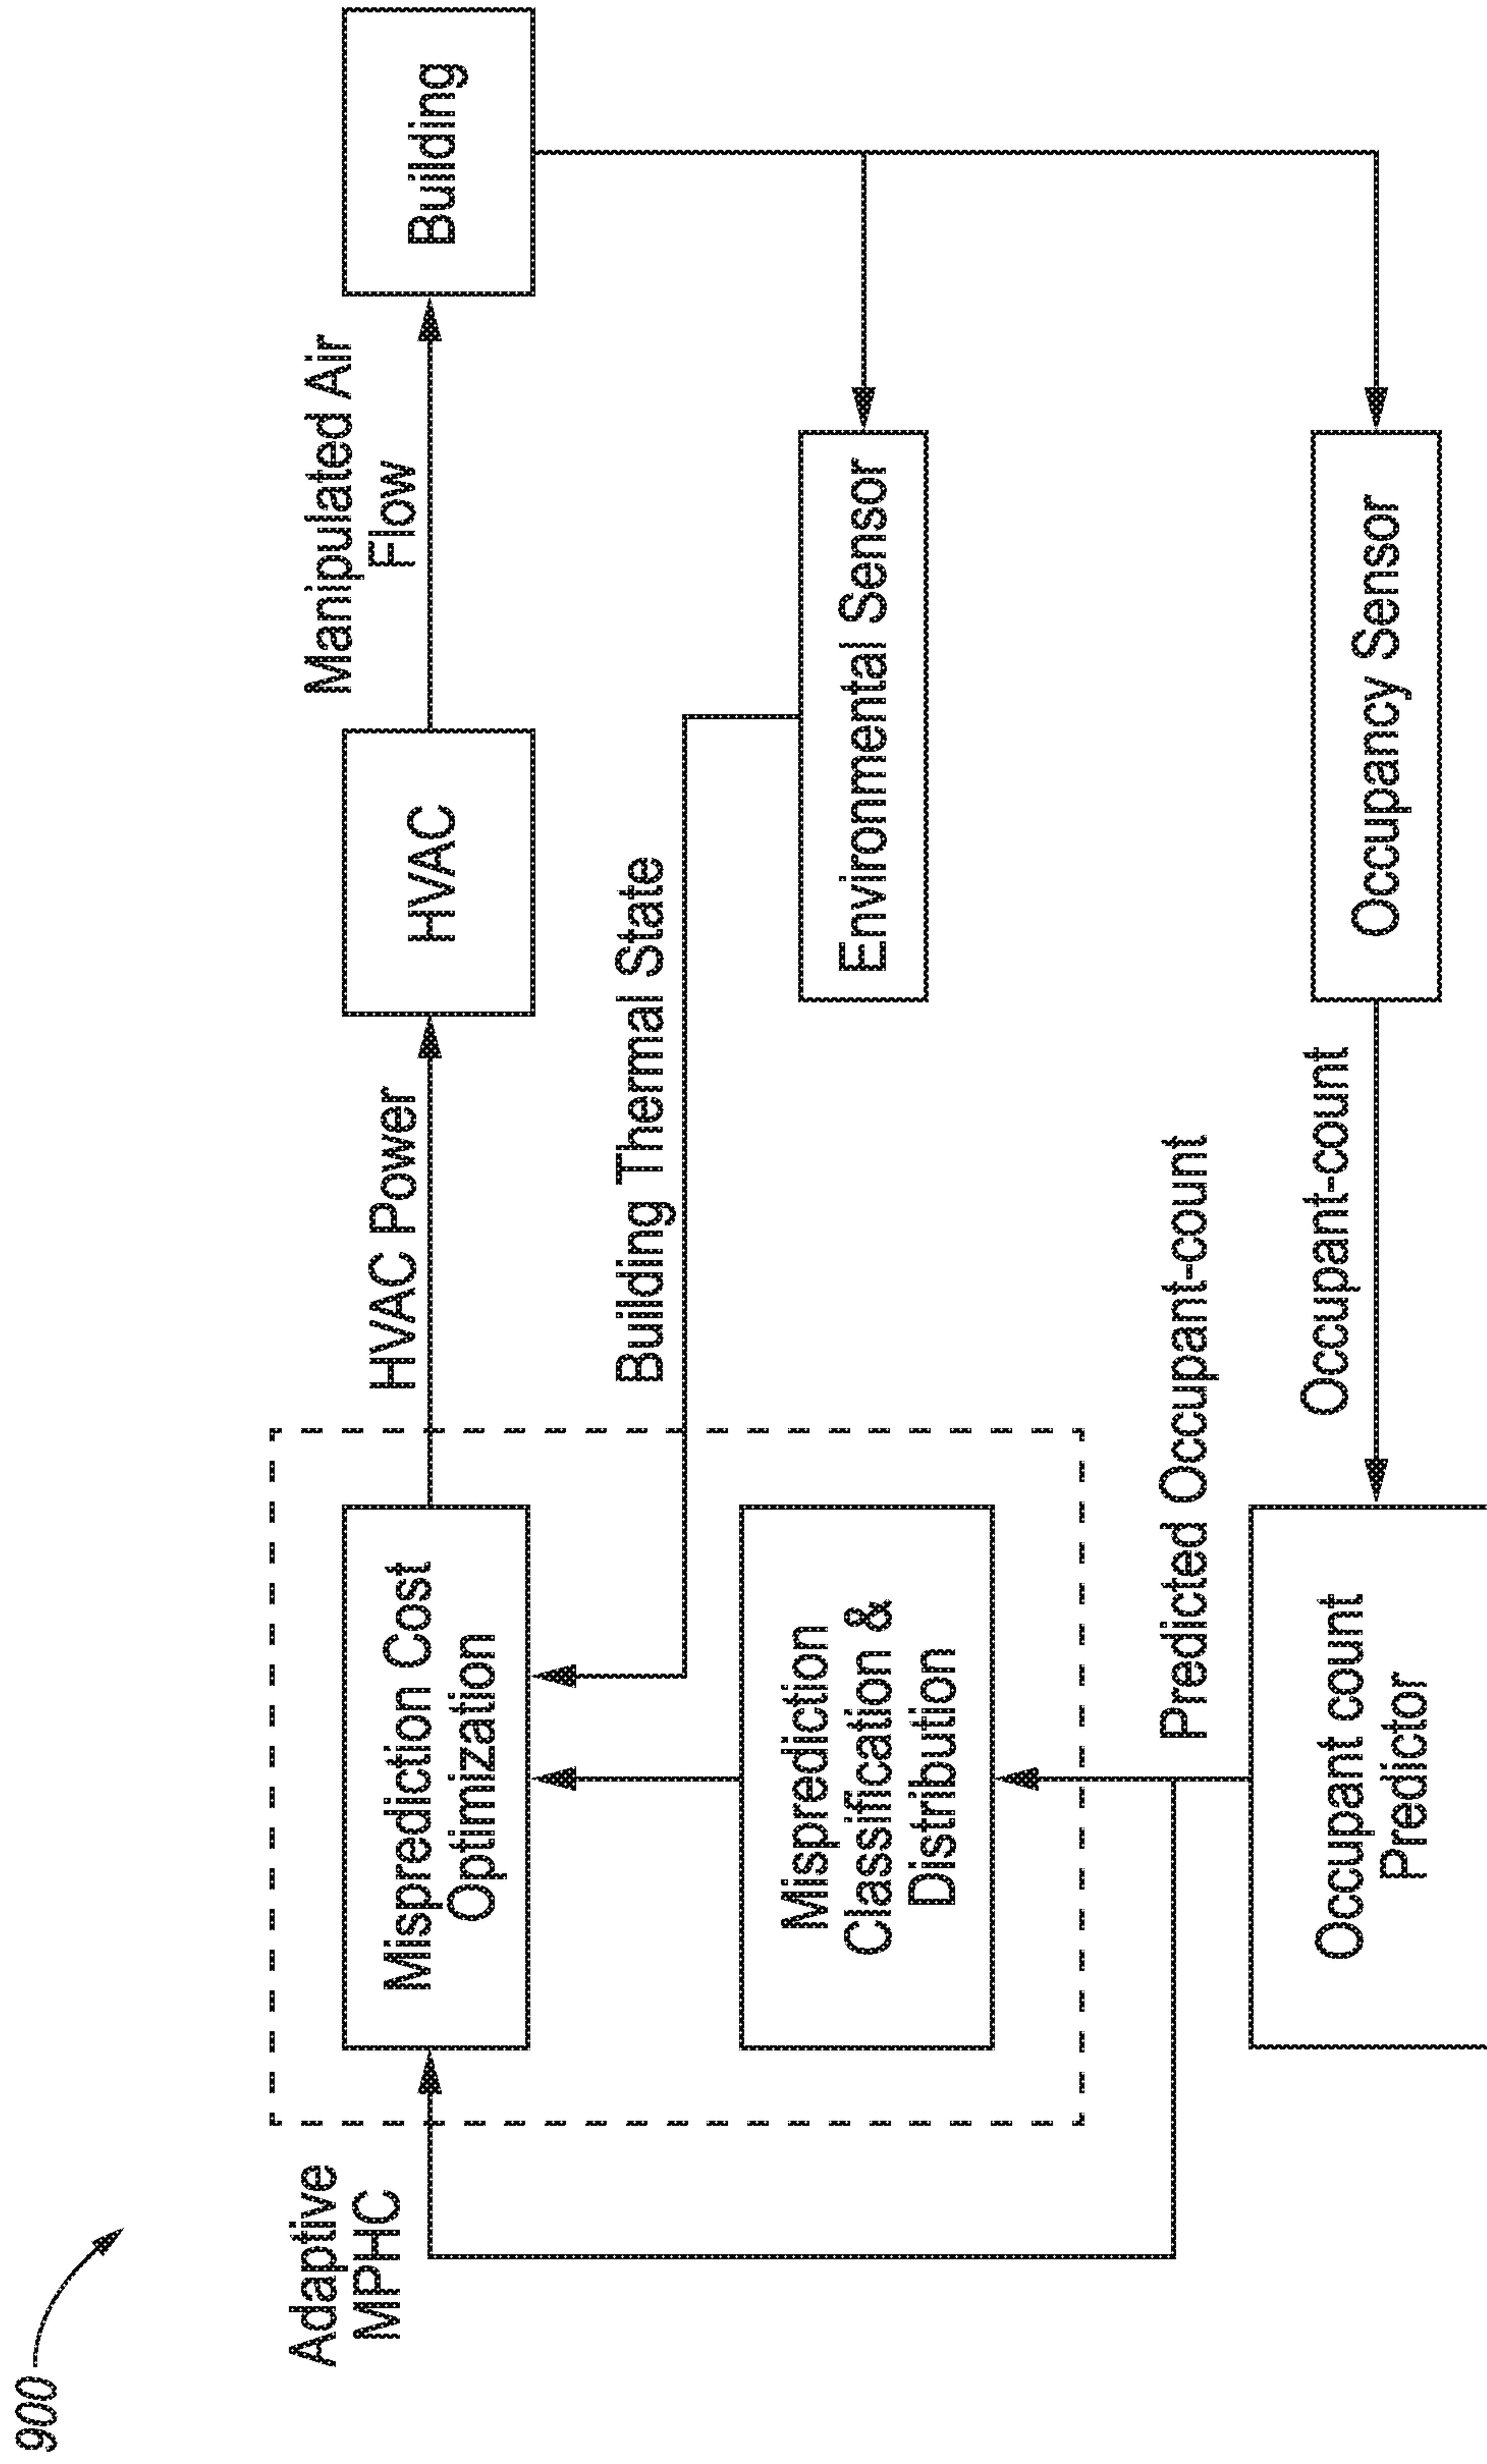 900
Adaptive
MPHC
Misprediction Cost
Optimization
HVAC Power
HVAC
Manipulated Air
Flow
Building
Building Thermal State
Misprediction
Classification &
Distribution
Environmental Sensor
Predicted Occupant-count
Occupant count
Predictor
Occupant-count
Occupancy Sensor